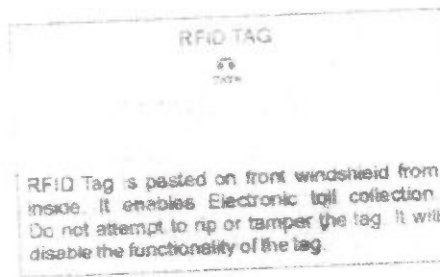 RFID TAG
TATA
RFID Tag is pasted on front windshield from
inside. It enables Electronic toll collection.
Do not attempt to rip or tamper the tag. It will
disable the functionality of the tag.